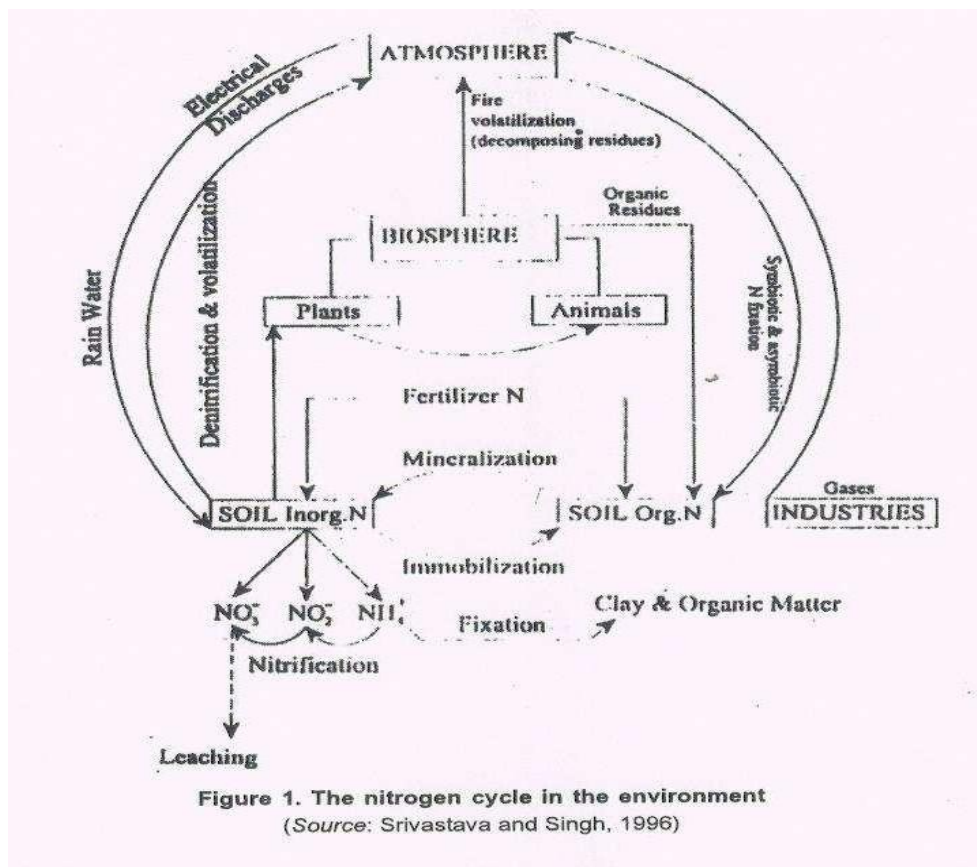 ATMOSPHERE
Electrical
Discharges
Fire
volatilization
(decomposing residues)
Organic
Residues
BIOSPHERE
Rain Water
Denitrification & volatilization
Symbiotic & asymbiotic
N fixation
Plants
Animals
Fertilizer N
Mineralization
Gases
SOIL Inorg.N
SOIL Org.N
INDUSTRIES
Immobilization
NO₃⁻ NO₂⁻ NH₄⁺
Fixation
Clay & Organic Matter
Nitrification
Leaching
Figure 1. The nitrogen cycle in the environment
(Source: Srivastava and Singh, 1996)